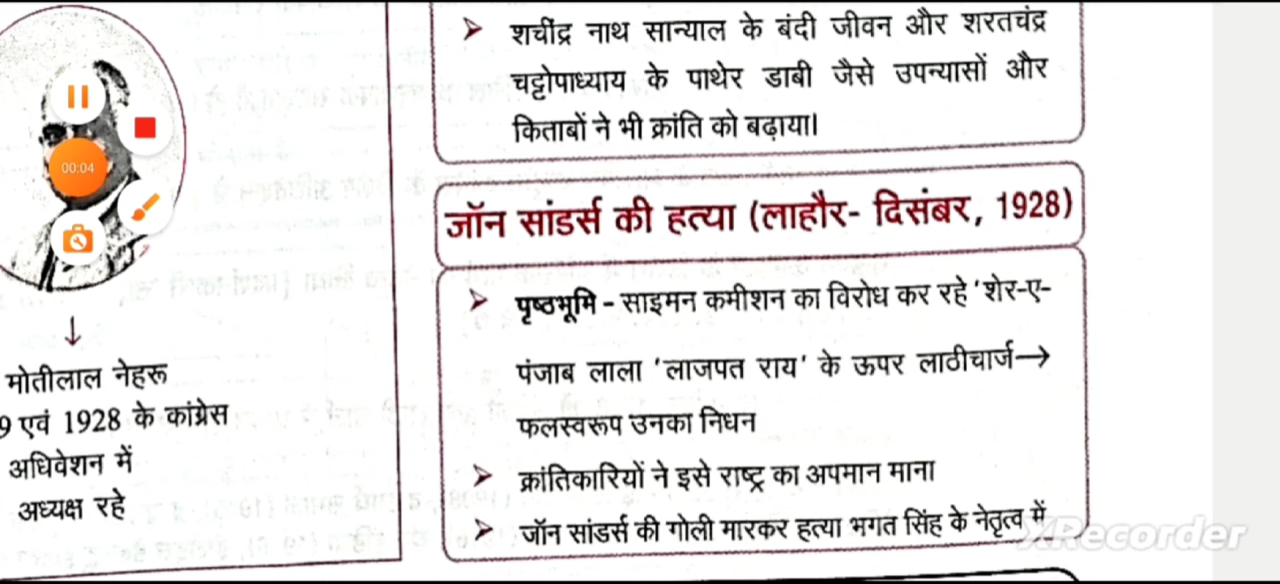 शचींद्र नाथ सान्याल के बंदी जीवन और शरतचंद्र
चट्टोपाध्याय के पाथेर डाबी जैसे उपन्यासों और
किताबों ने भी क्रांति को बढ़ाया।
जॉन सांडर्स की हत्या (लाहौर- दिसंबर, 1928)
पृष्ठभूमि - साइमन कमीशन का विरोध कर रहे 'शेर-ए-
पंजाब लाला 'लाजपत राय' के ऊपर लाठीचार्ज→
फलस्वरूप उनका निधन
क्रांतिकारियों ने इसे राष्ट्र का अपमान माना
जॉन सांडर्स की गोली मारकर हत्या भगत सिंह के नेतृत्व में
00:04
↓
मोतीलाल नेहरू
9 एवं 1928 के कांग्रेस
अधिवेशन में
अध्यक्ष रहे
XRecorder